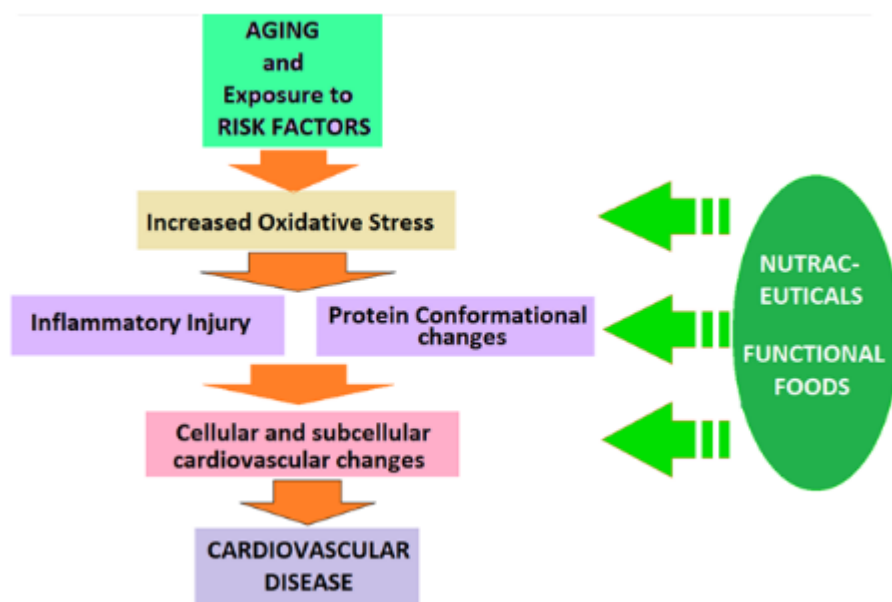 AGING
and
Exposure to
RISK FACTORS
Increased Oxidative Stress
Inflammatory Injury
Protein Conformational
changes
Cellular and subcellular
cardiovascular changes
CARDIOVASCULAR
DISEASE
NUTRAC-
EUTICALS
FUNCTIONAL
FOODS